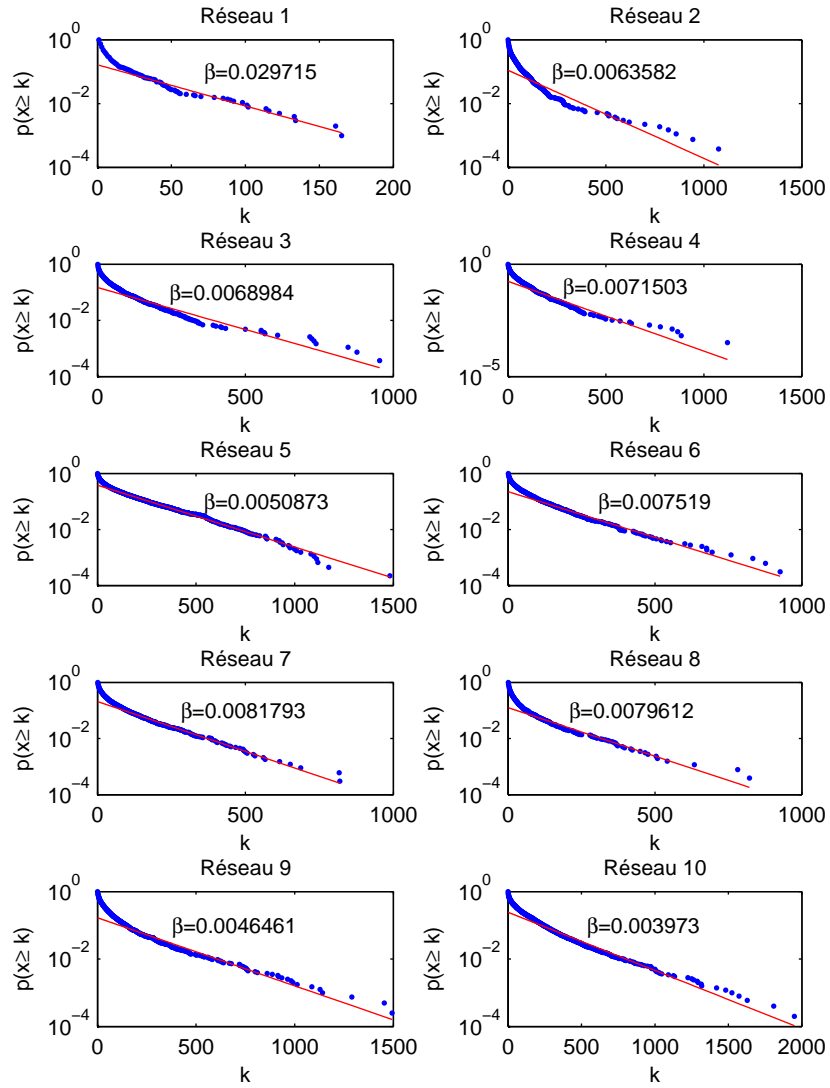 Réseau 1
10^0
10^-2
10^-4
p(x≥ k)
β=0.029715
0 50 100 150 200
k
Réseau 2
10^0
10^-2
10^-4
p(x≥ k)
β=0.0063582
0 500 1000 1500
k
Réseau 3
10^0
10^-2
10^-4
p(x≥ k)
β=0.0068984
0 500 1000
k
Réseau 4
10^0
10^-5
p(x≥ k)
β=0.0071503
0 500 1000 1500
k
Réseau 5
10^0
10^-2
10^-4
p(x≥ k)
β=0.0050873
0 500 1000 1500
k
Réseau 6
10^0
10^-2
10^-4
p(x≥ k)
β=0.007519
0 500 1000
k
Réseau 7
10^0
10^-2
10^-4
p(x≥ k)
β=0.0081793
0 500 1000
k
Réseau 8
10^0
10^-2
10^-4
p(x≥ k)
β=0.0079612
0 500 1000
k
Réseau 9
10^0
10^-2
10^-4
p(x≥ k)
β=0.0046461
0 500 1000 1500
k
Réseau 10
10^0
10^-2
10^-4
p(x≥ k)
β=0.003973
0 500 1000 1500 2000
k